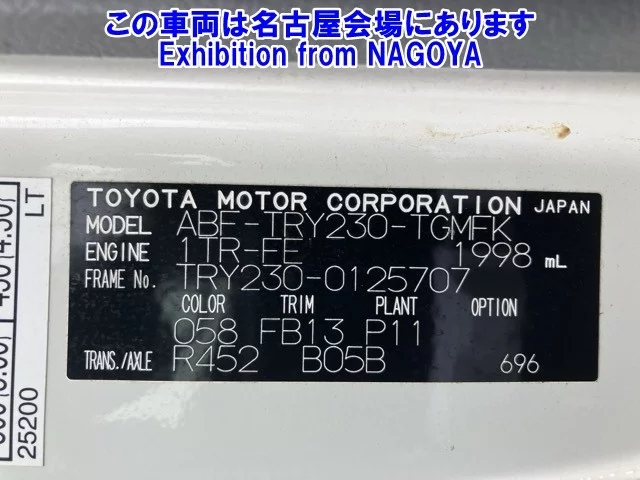 この車両は名古屋会場にあります
Exhibition from NAGOYA
TOYOTA MOTOR CORPORATION JAPAN
MODEL ABF-TRY230-TGMFK
ENGINE 1TR-FE 1998 mL
FRAME No. TRY230-0125707
COLOR TRIM PLANT OPTION
058 FB13 P11
TRANS./AXLE R452 B05B 696
LT
25200